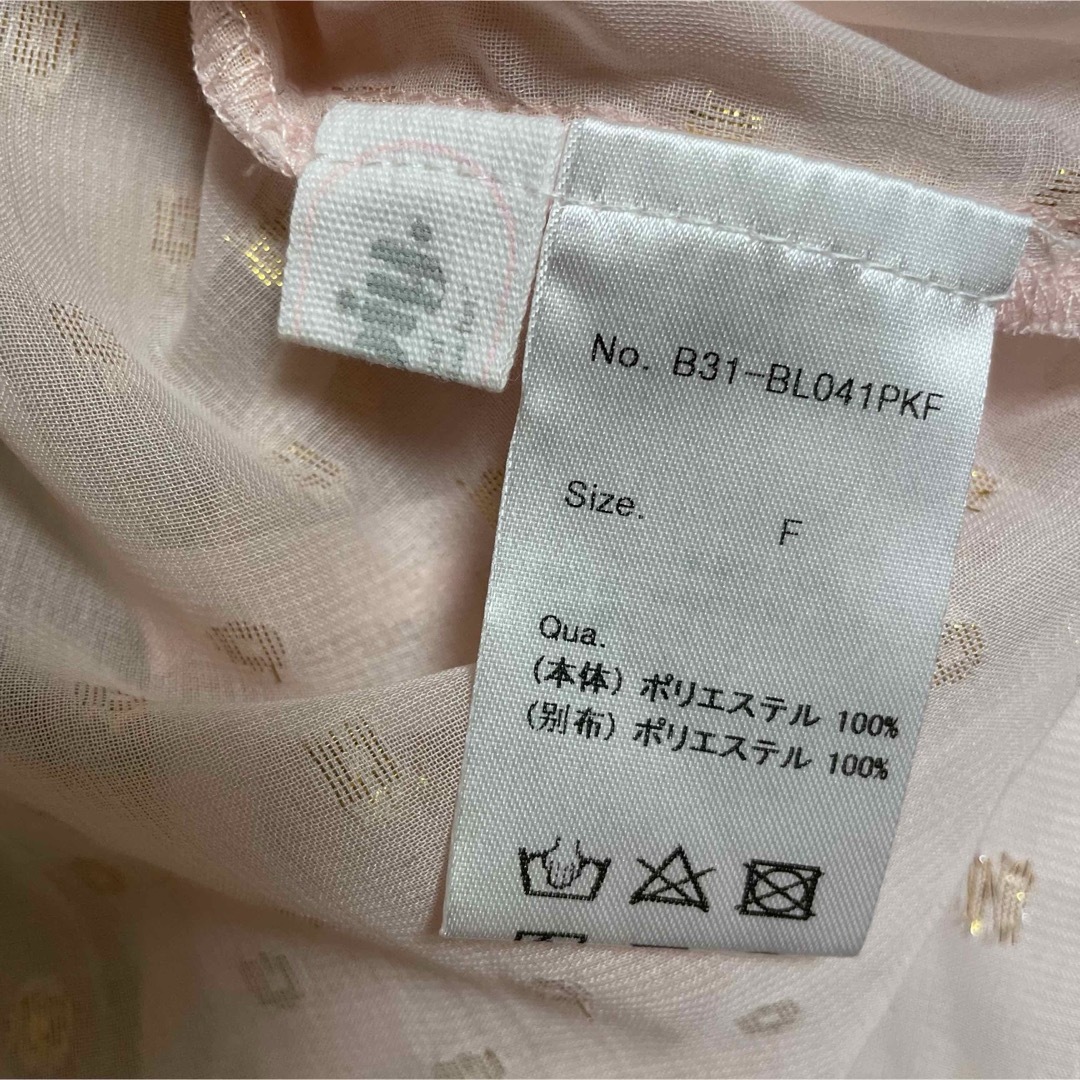 No. B31-BL041PKF
Size. F
Qua.
(本体) ポリエステル 100%
(別布) ポリエステル 100%